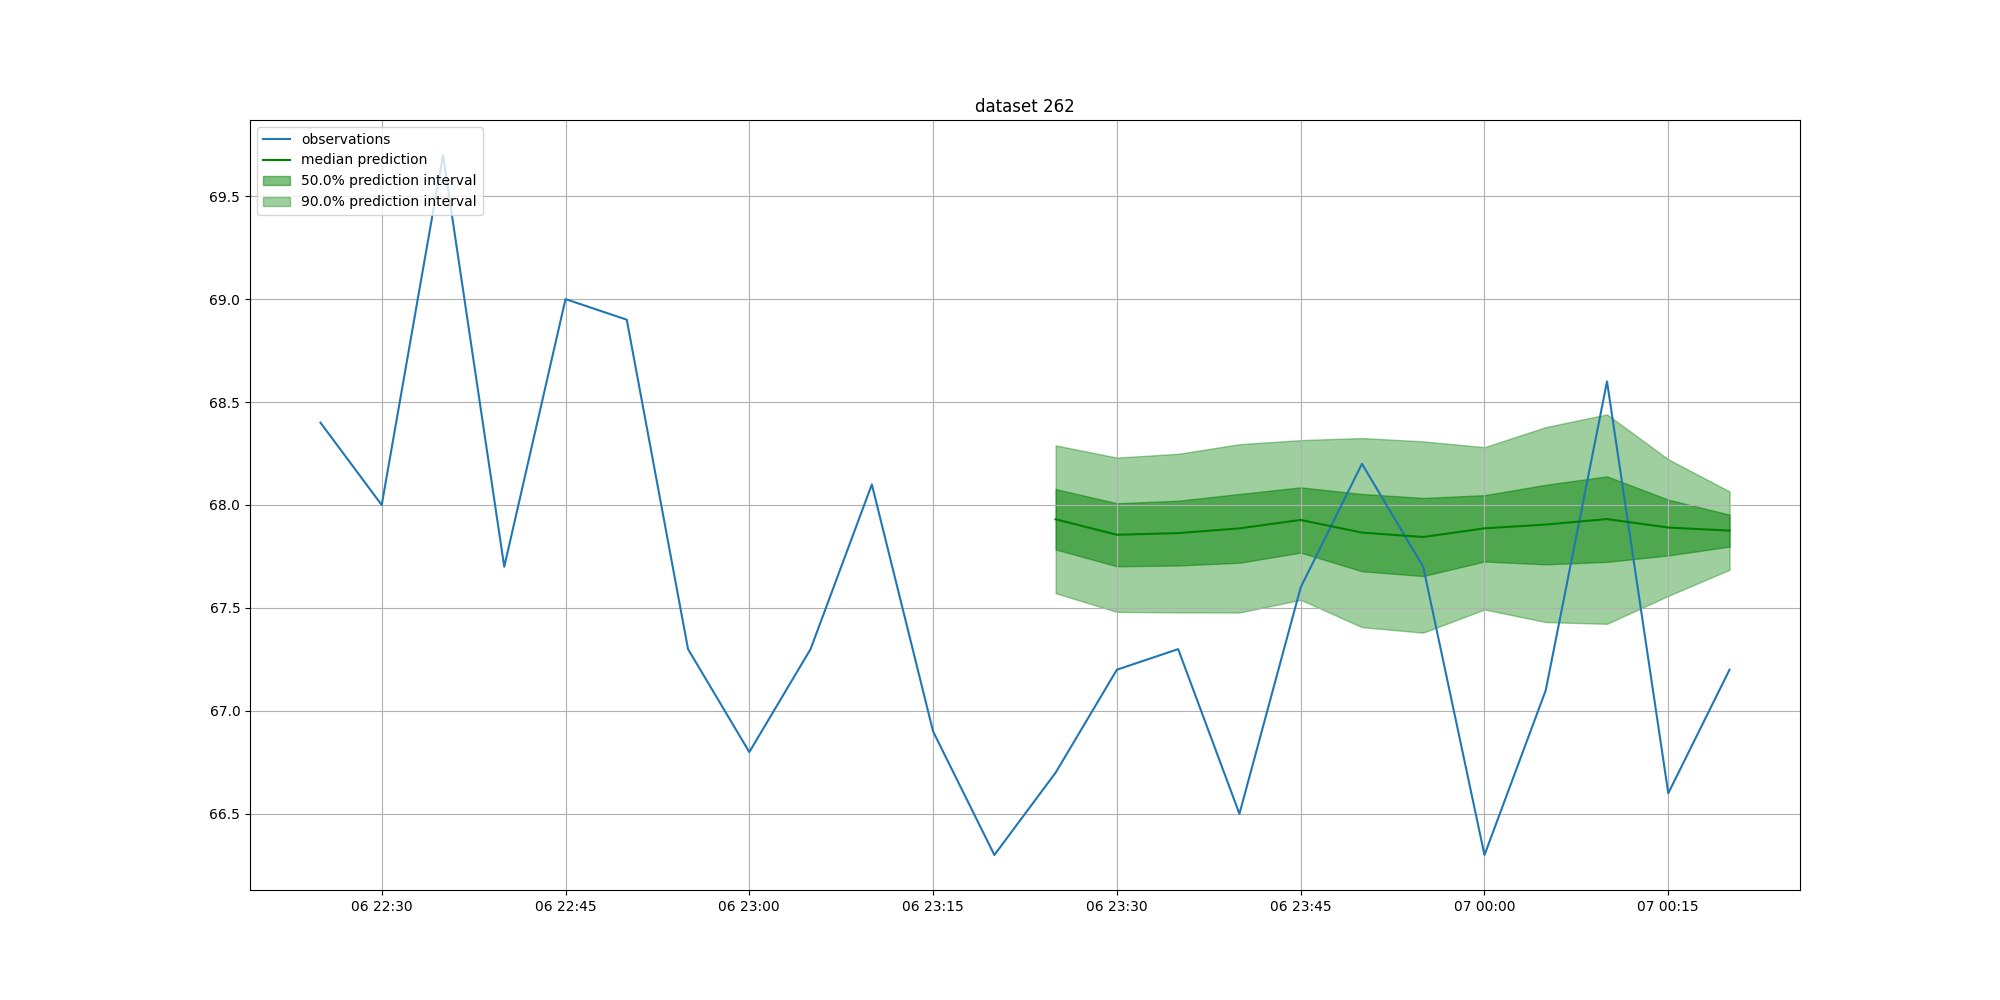 dataset 262
observations
median prediction
50.0% prediction interval
90.0% prediction interval
69.5
69.0
68.5
68.0
67.5
67.0
66.5
06 22:30 06 22:45 06 23:00 06 23:15 06 23:30 06 23:45 07 00:00 07 00:15